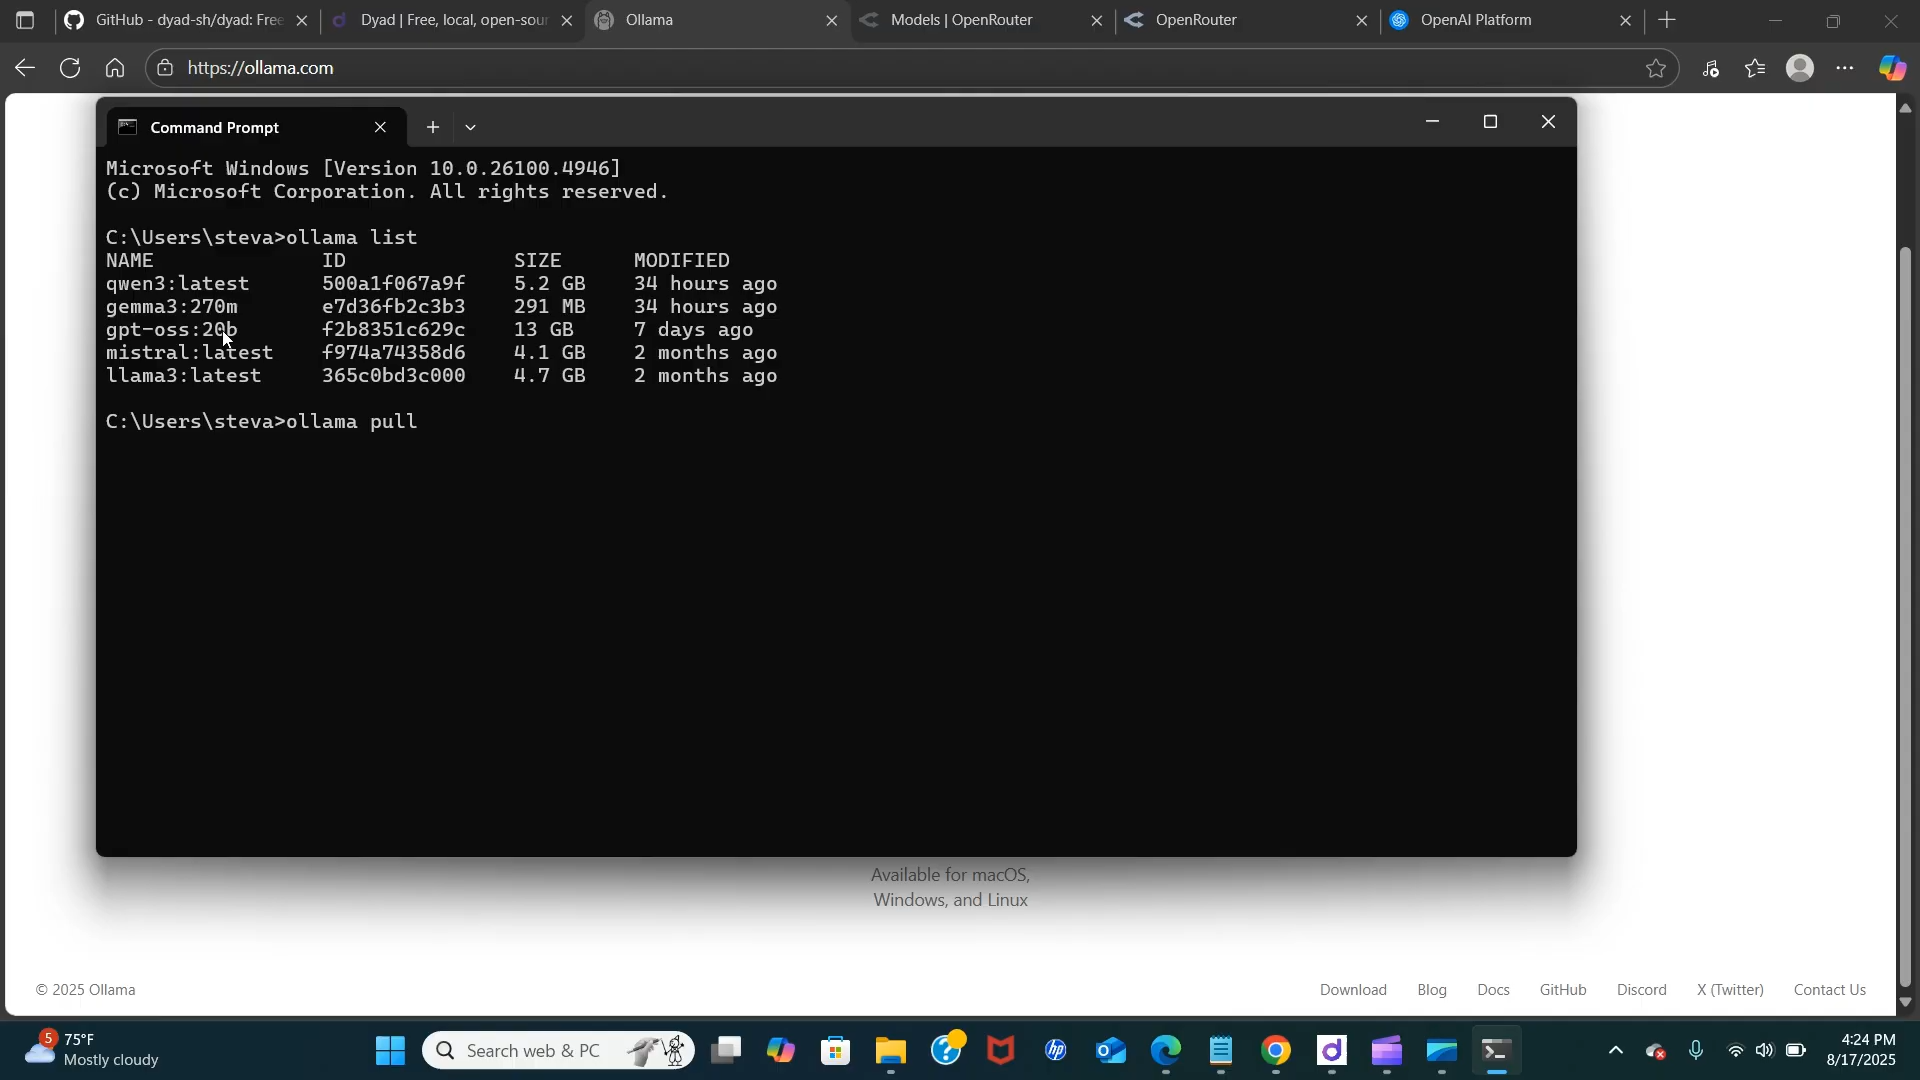 GitHub - dyad-sh/dyad: Free
Dyad | Free, local, open-sour
Ollama
Models | OpenRouter
OpenRouter
OpenAI Platform
https://ollama.com
Command Prompt
Microsoft Windows [Version 10.0.26100.4946]
(c) Microsoft Corporation. All rights reserved.
C:\Users\steva>ollama list
NAME ID SIZE MODIFIED
qwen3:latest 500a1f067a9f 5.2 GB 34 hours ago
gemma3:270m e7d36fb2c3b3 291 MB 34 hours ago
gpt-oss:20b f2b8351c629c 13 GB 7 days ago
mistral:latest f974a74358d6 4.1 GB 2 months ago
llama3:latest 365c0bd3c000 4.7 GB 2 months ago
C:\Users\steva>ollama pull
Available for macOS,
Windows, and Linux
© 2025 Ollama
Download Blog Docs GitHub Discord X (Twitter) Contact Us
5
75°F
Mostly cloudy
Search web & PC
hp
4:24 PM
8/17/2025